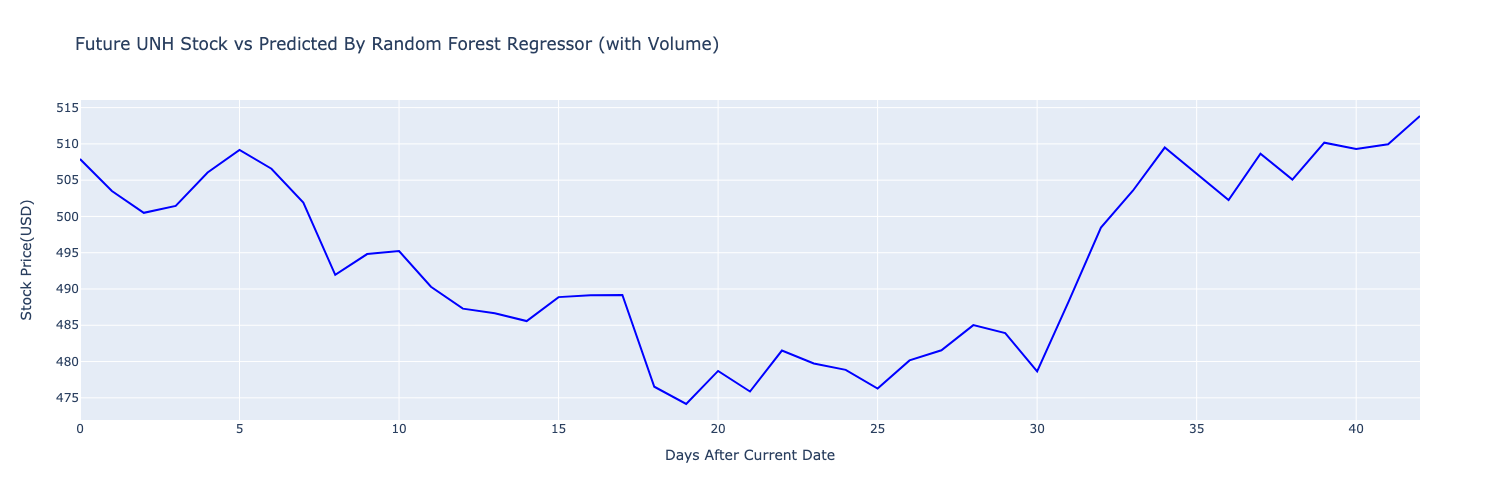 Future UNH Stock vs Predicted By Random Forest Regressor (with Volume)
515
510
505
500
495
490
485
480
475
Stock Price(USD)
0 5 10 15 20 25 30 35 40
Days After Current Date